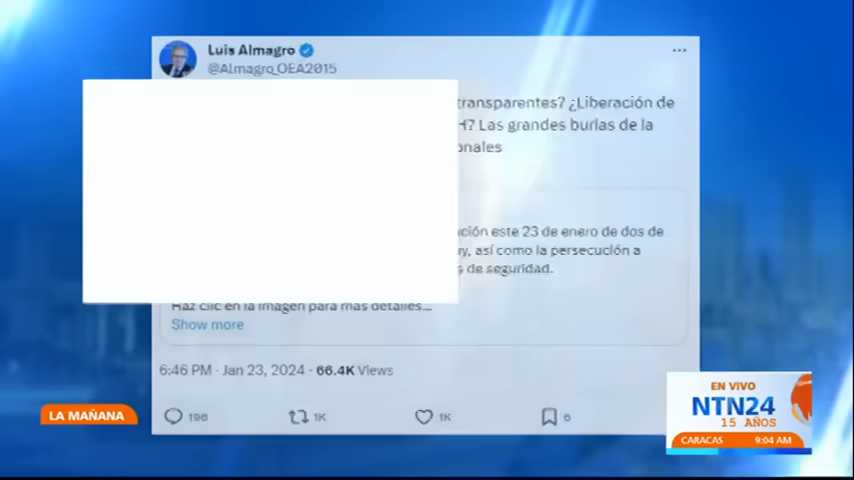 Luis Almagro
@Almagro_OEA2015
transparentes? ¿Liberación de
H? Las grandes burlas de la
onales
ción este 23 de enero de dos de
y, así como la persecución a
s de seguridad.
Haz clic en la imagen para más detalles...
Show more
6:46 PM · Jan 23, 2024 · 66.4K Views
196 1K 1K 6
LA MAÑANA
EN VIVO
NTN24
15 AÑOS
CARACAS 9:04 AM